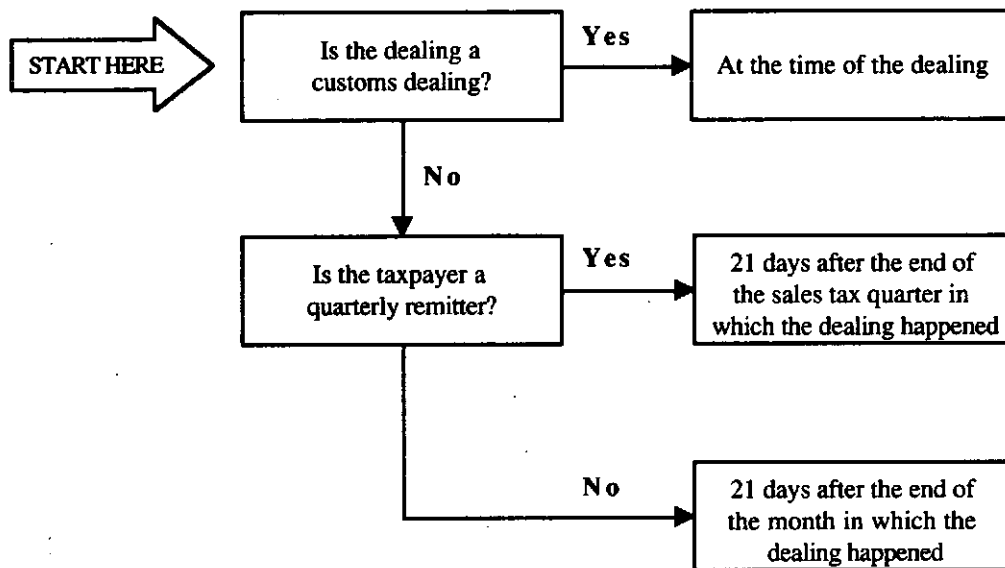 START HERE
Is the dealing a
customs dealing?
Yes
At the time of the dealing
No
Is the taxpayer a
quarterly remitter?
Yes
21 days after the end of
the sales tax quarter in
which the dealing happened
No
21 days after the end of
the month in which the
dealing happened